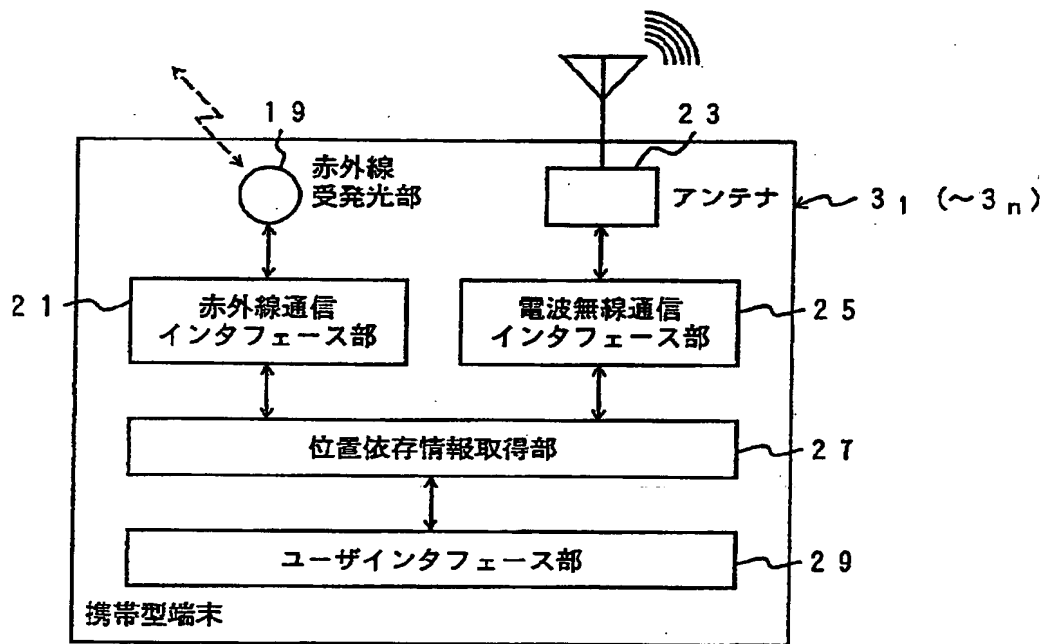 19
23
赤外線
受発光部
アンテナ
3₁ (~3ₙ)
21
赤外線通信
インタフェース部
電波無線通信
インタフェース部
25
位置依存情報取得部
27
ユーザインタフェース部
29
携帯型端末